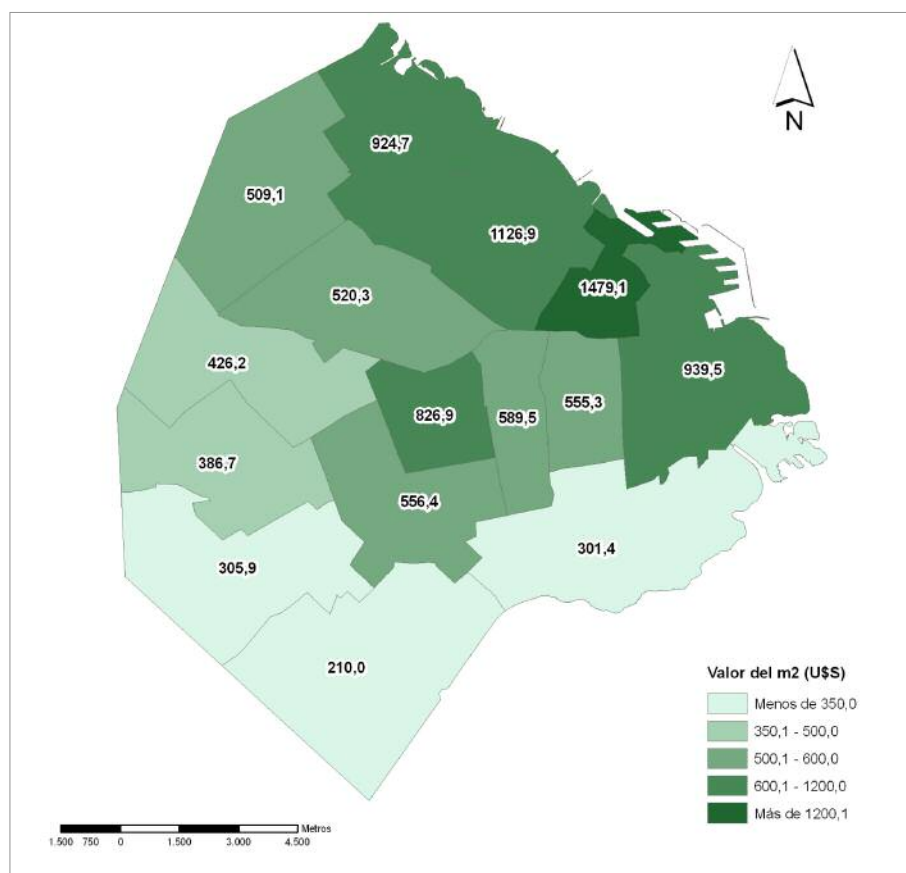 N
924,7
509,1
1126,9
1479,1
520,3
426,2
939,5
826,9
589,5
555,3
386,7
556,4
301,4
305,9
210,0
Valor del m2 (U$S)
Menos de 350,0
350,1 - 500,0
500,1 - 600,0
600,1 - 1200,0
Más de 1200,1
Metros
1.500 750 0 1.500 3.000 4.500